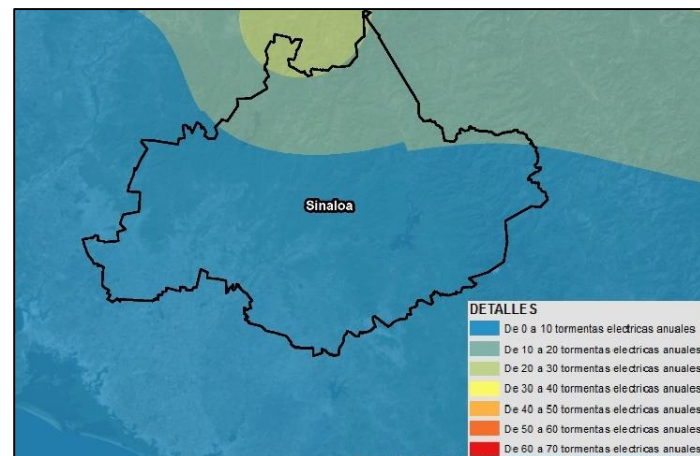 Sinaloa
DETALLES
De 0 a 10 tormentas electricas anuales
De 10 a 20 tormentas electricas anuales
De 20 a 30 tormentas electricas anuales
De 30 a 40 tormentas electricas anuales
De 40 a 50 tormentas electricas anuales
De 50 a 60 tormentas electricas anuales
De 60 a 70 tormentas electricas anuales